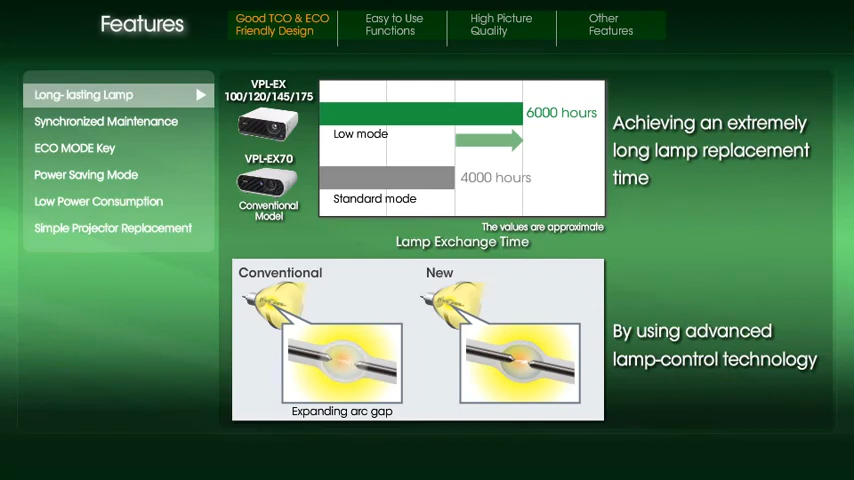 Features
Good TCO & ECO
Friendly Design
Easy to Use
Functions
High Picture
Quality
Other
Features
Long- lasting Lamp
Synchronized Maintenance
ECO MODE Key
Power Saving Mode
Low Power Consumption
Simple Projector Replacement
VPL-EX
100/120/145/175
VPL-EX70
Conventional
Model
6000 hours
Low mode
4000 hours
Standard mode
The values are approximate
Lamp Exchange Time
Achieving an extremely
long lamp replacement
time
Conventional
New
Expanding arc gap
By using advanced
lamp-control technology